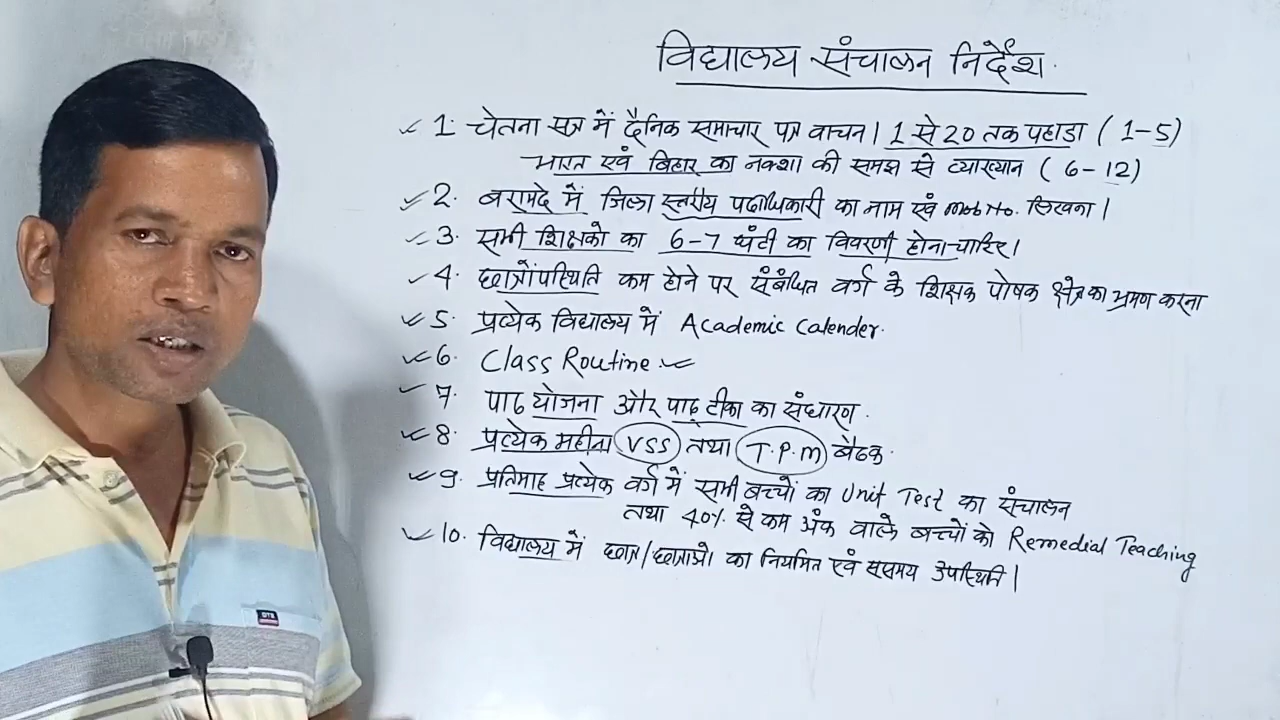 विद्यालय संचालन निर्देश.
1. चेतना सत्र में दैनिक समाचार पत्र वाचन। 1 से 20 तक पहाडा (1-5)
भारत एवं बिहार का नक्शा की समझ से व्याख्यान (6-12)
2. बरामदे में जिला स्तरीय पदाधिकारी का नाम एवं Mob No. लिखना।
3. सभी शिक्षको का 6-7 घंटी का विवरणी होना चाहिए।
4. छात्रोंपस्थिति कम होने पर संबंधित वर्ग के शिक्षक पोषक क्षेत्र का भ्रमण करना
5. प्रत्येक विद्यालय में Academic Calender.
6. Class Routine.
7. पाठ योजना और पाठ् टीका का संधारण.
8. प्रत्येक महीना VSS तथा T.P.M बैठक.
9. प्रतिमाह प्रत्येक वर्ग में सभी बच्चों का Unit Test का संचालन
तथा 40% से कम अंक वाले बच्चों को Remedial Teaching
10. विद्यालय में छात्र/छात्राओ का नियमित एवं ससमय उपस्थिति।